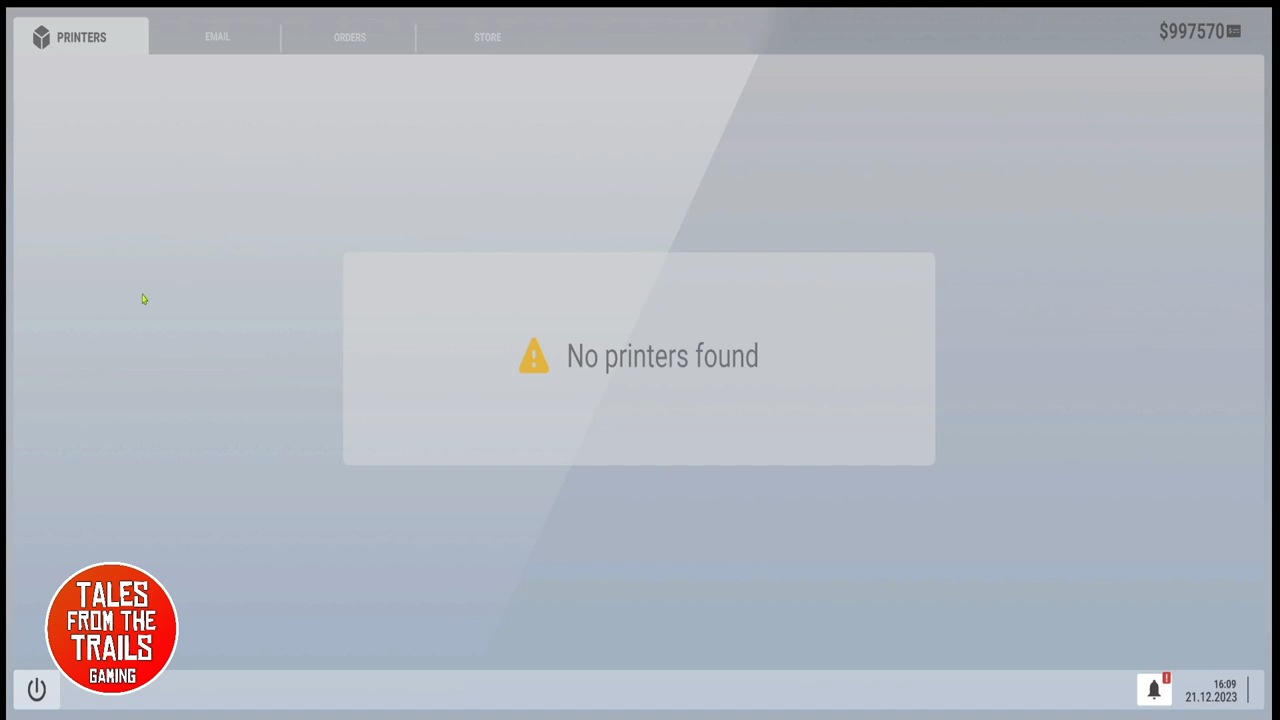 PRINTERS
EMAIL
ORDERS
STORE
$997570
No printers found
TALES
FROM THE
TRAILS
GAMING
!
16:09
21.12.2023